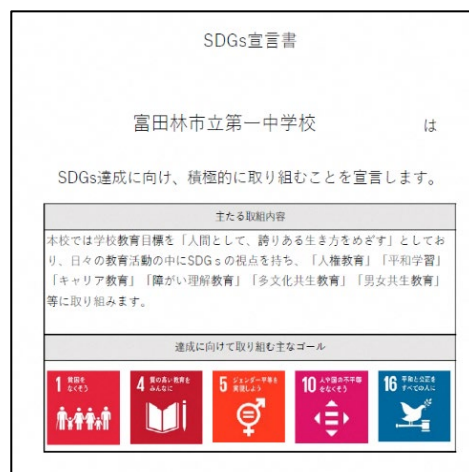 SDGs宣言書
富田林市立第一中学校 は
SDGs達成に向け、積極的に取り組むことを宣言します。
主たる取組内容
本校では学校教育目標を「人間として、誇りある生き方をめざす」としてお
り、日々の教育活動の中にSDGsの視点を持ち、「人権教育」「平和学習」
「キャリア教育」「障がい理解教育」「多文化共生教育」「男女共生教育」
等に取り組みます。
達成に向けて取り組む主なゴール
1 貧困を
なくそう
4 質の高い教育を
みんなに
5 ジェンダー平等を
実現しよう
10 人や国の不平等
をなくそう
16 平和と公正を
すべての人に